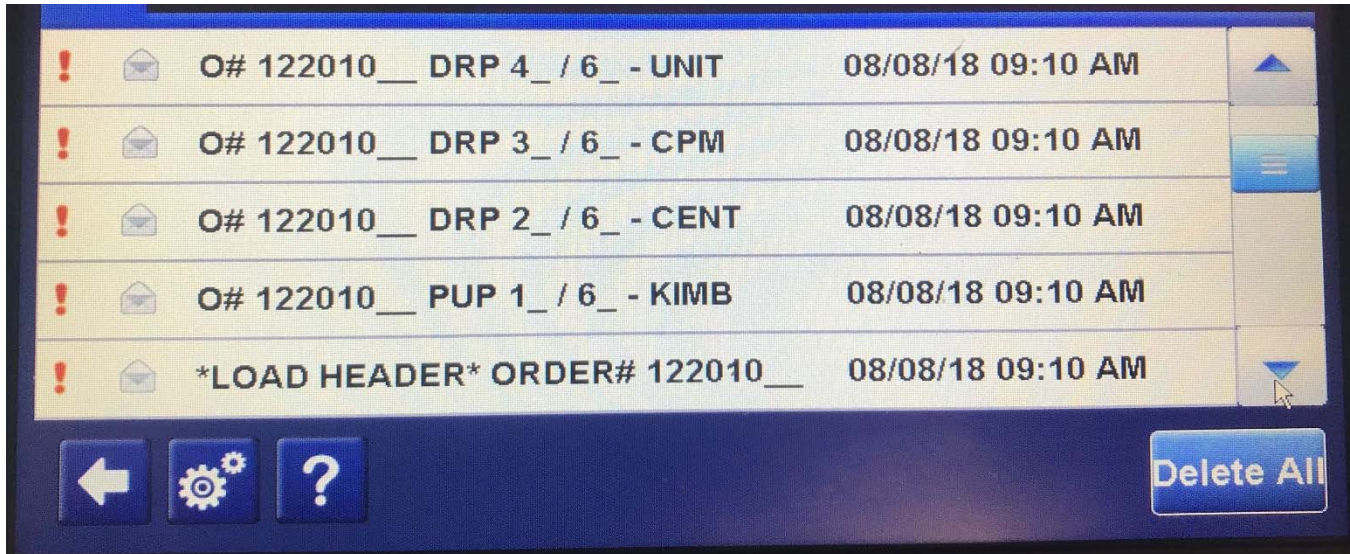 O# 122010__ DRP 4_ / 6_ - UNIT 08/08/18 09:10 AM
O# 122010__ DRP 3_ / 6_ - CPM 08/08/18 09:10 AM
O# 122010__ DRP 2_ / 6_ - CENT 08/08/18 09:10 AM
O# 122010__ PUP 1_ / 6_ - KIMB 08/08/18 09:10 AM
*LOAD HEADER* ORDER# 122010__ 08/08/18 09:10 AM
?
Delete All